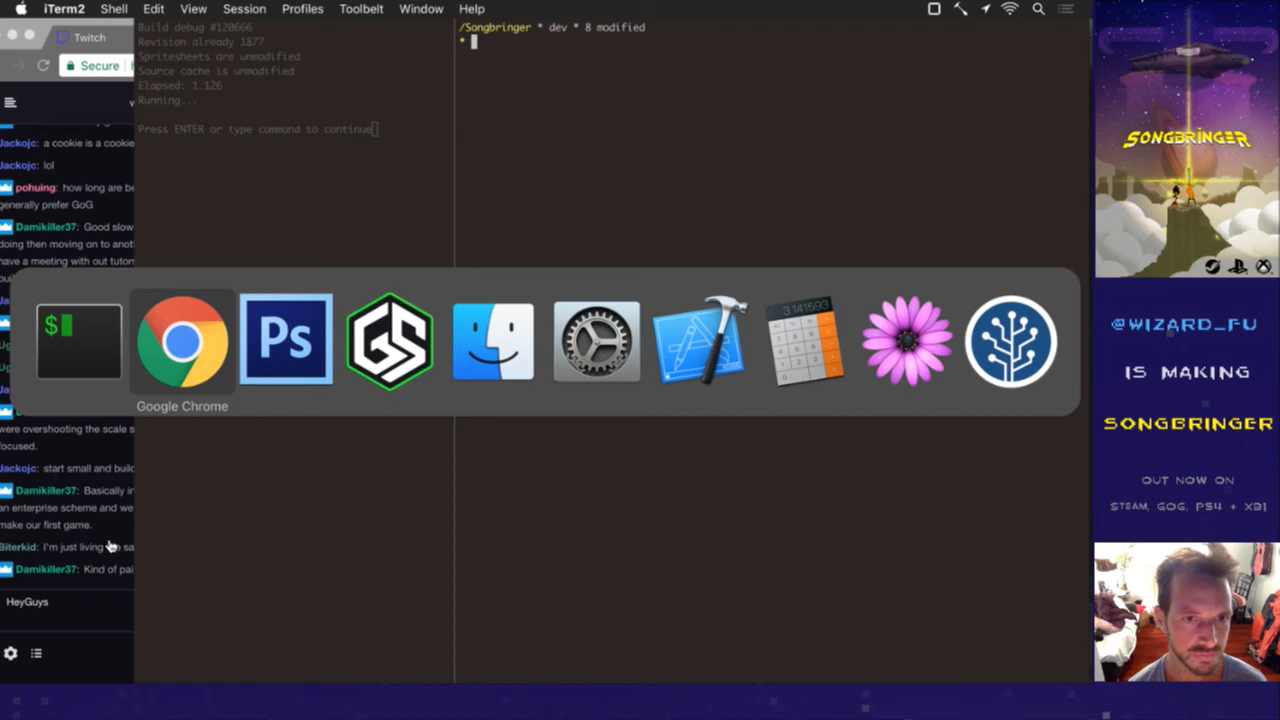 iTerm2 Shell Edit View Session Profiles Toolbelt Window Help
Twitch
Secure
Jackojc: a cookie is a cookie
Jackojc: lol
pohuing: how long are be
generally prefer GoG
Damikiller37: Good slow
doing then moving on to anot
have a meeting with out tutor
were overshooting the scale s
focused.
Jackojc: start small and build
Damikiller37: Basically in
an enterprise scheme and we
make our first game.
Biterkid: I'm just living sa
Damikiller37: Kind of pai
HeyGuys
Build debug #120666
Revision already 1877
Spritesheets are unmodified
Source cache is unmodified
Elapsed: 1.126
Running...
Press ENTER or type command to continue
/Songbringer * dev * 8 modified
*
$
Ps
GS
3.141593
Google Chrome
SONGBRINGER
@WIZARD_FU
IS MAKING
SONGBRINGER
OUT NOW ON
STEAM, GOG, PS4 + XB1